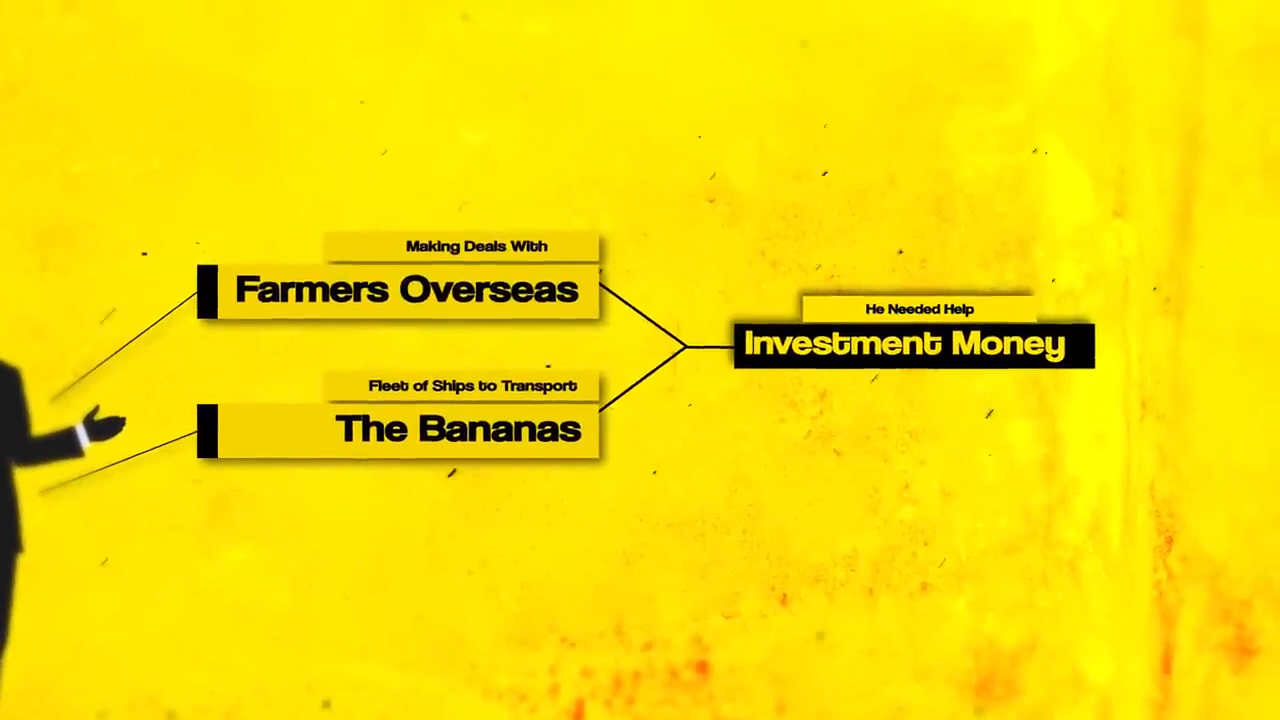 Making Deals With
Farmers Overseas
Fleet of Ships to Transport
The Bananas
He Needed Help
Investment Money